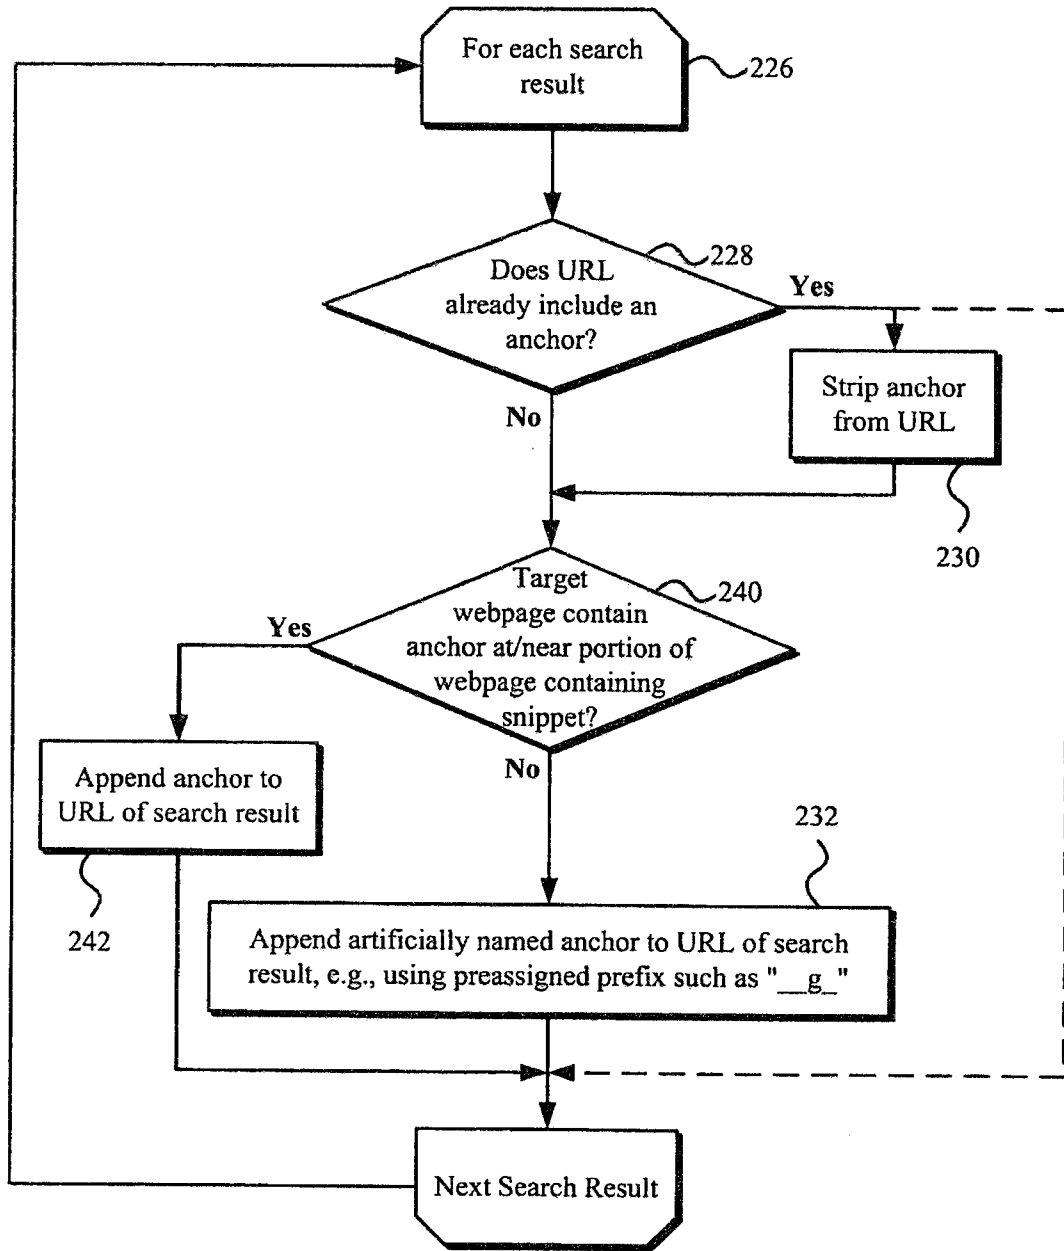 For each search
result
226
Does URL
already include an
anchor?
228
Yes
No
Strip anchor
from URL
230
Target
webpage contain
anchor at/near portion of
webpage containing
snippet?
240
Yes
No
Append anchor to
URL of search result
242
232
Append artificially named anchor to URL of search
result, e.g., using preassigned prefix such as "__g_"
Next Search Result